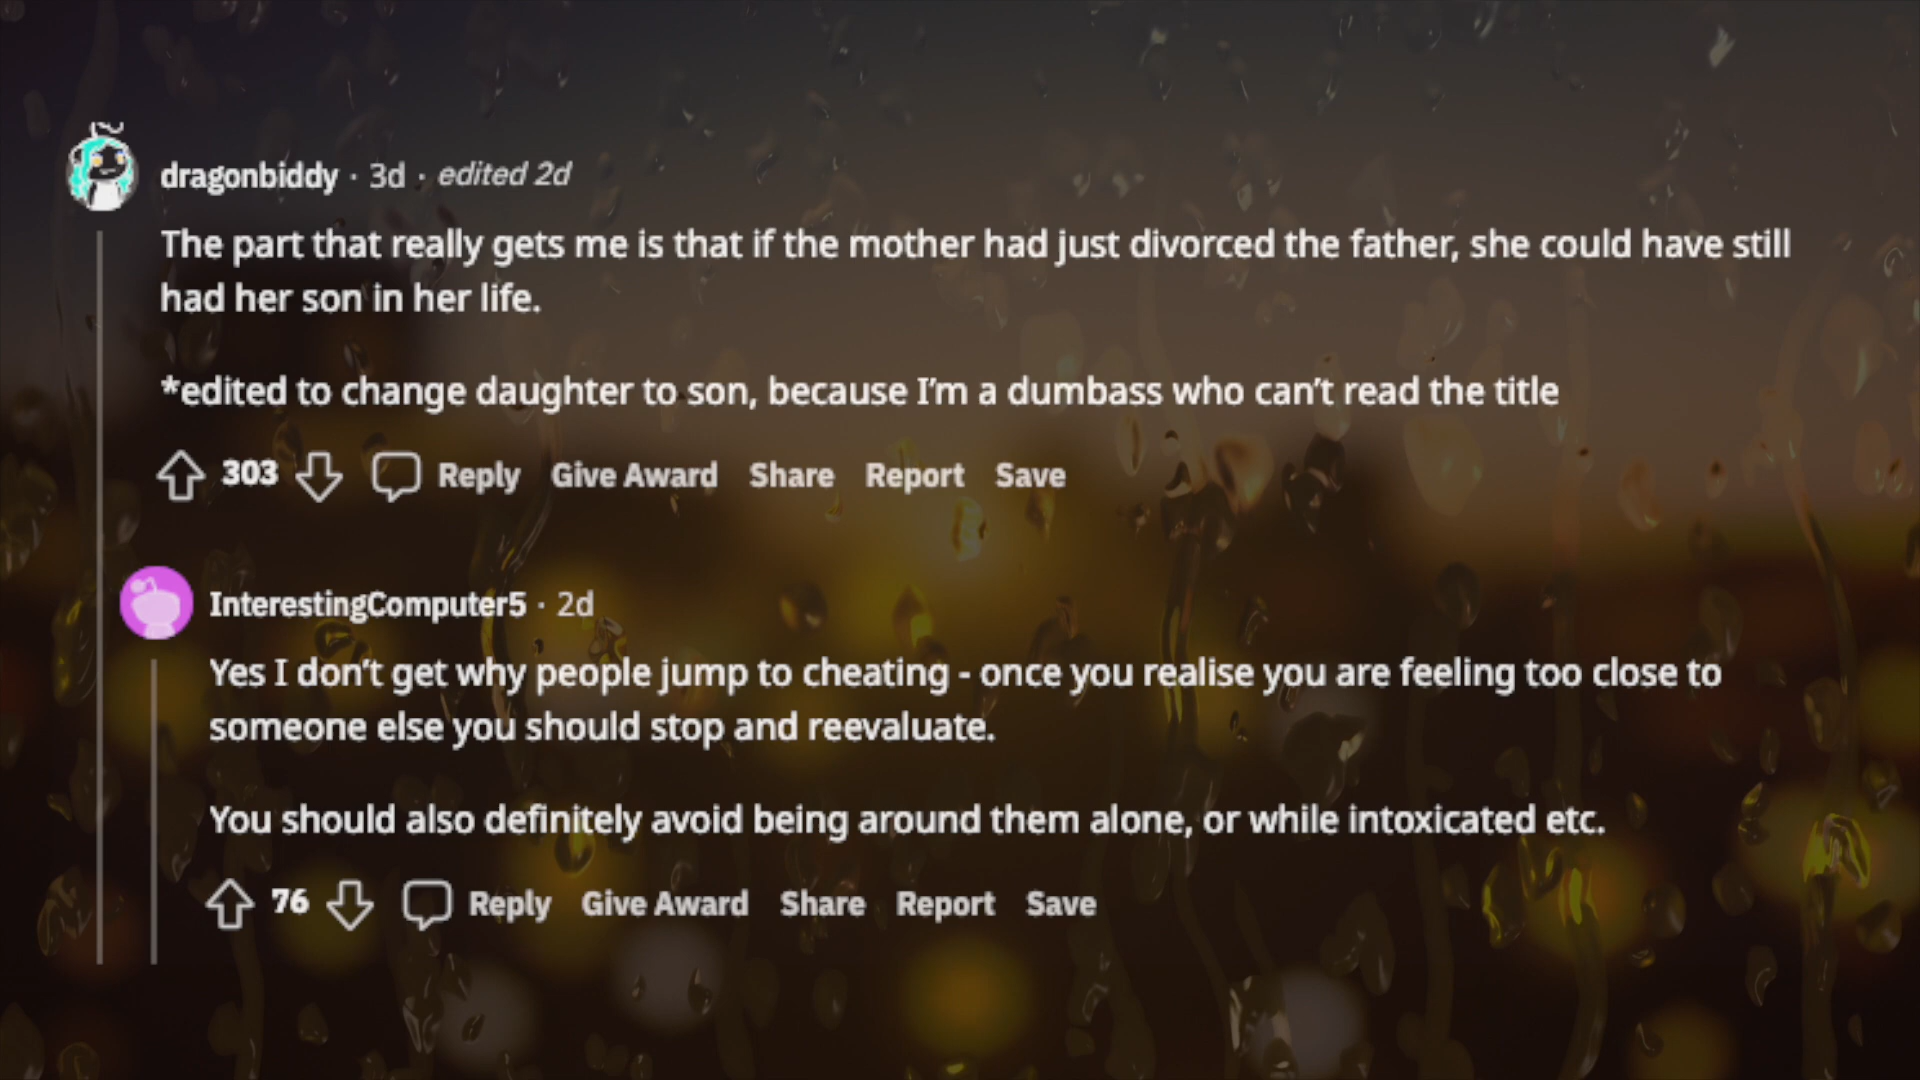 dragonbiddy · 3d · edited 2d
The part that really gets me is that if the mother had just divorced the father, she could have still
had her son in her life.
*edited to change daughter to son, because I’m a dumbass who can’t read the title
303 Reply Give Award Share Report Save
InterestingComputer5 · 2d
Yes I don’t get why people jump to cheating - once you realise you are feeling too close to
someone else you should stop and reevaluate.
You should also definitely avoid being around them alone, or while intoxicated etc.
76 Reply Give Award Share Report Save